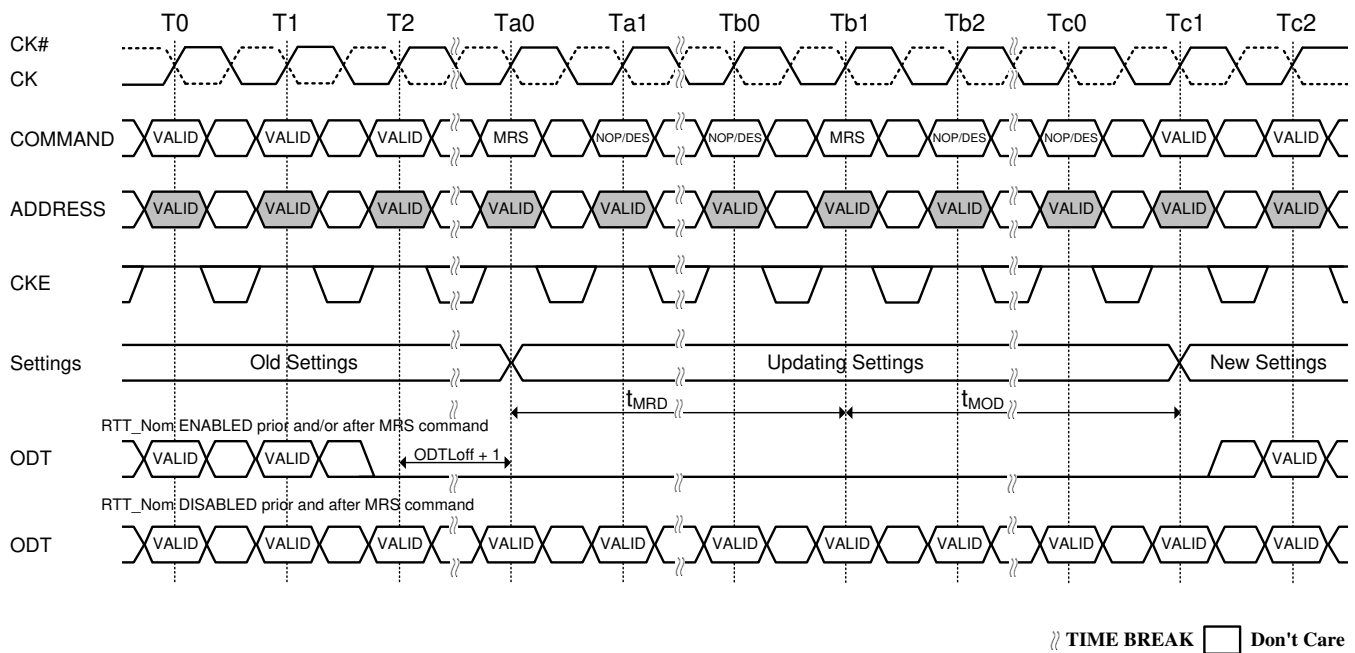 T0 T1 T2 Ta0 Ta1 Tb0 Tb1 Tb2 Tc0 Tc1 Tc2
CK#
CK
COMMAND VALID VALID VALID MRS NOP/DES NOP/DES MRS NOP/DES NOP/DES VALID VALID
ADDRESS VALID VALID VALID VALID VALID VALID VALID VALID VALID VALID VALID
CKE
Settings Old Settings Updating Settings New Settings
tMRD tMOD
RTT_Nom ENABLED prior and/or after MRS command
ODT VALID VALID ODTLoff + 1 VALID
RTT_Nom DISABLED prior and after MRS command
ODT VALID VALID VALID VALID VALID VALID VALID VALID VALID VALID VALID
TIME BREAK Don't Care